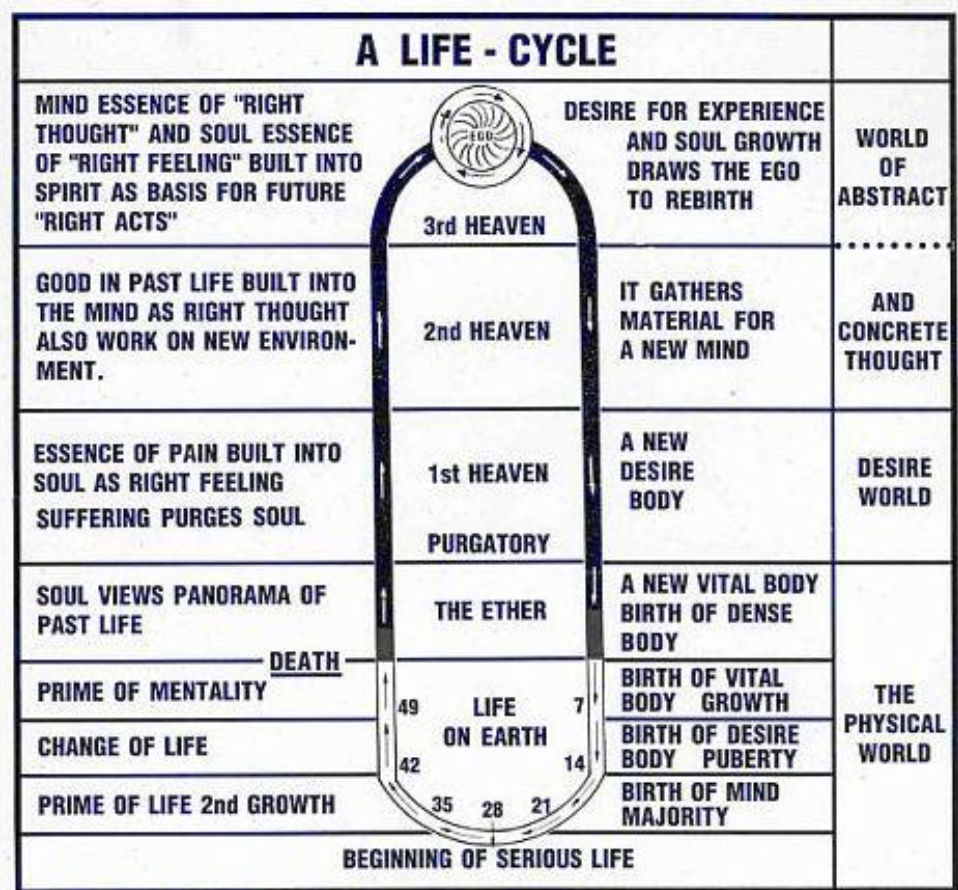 A LIFE - CYCLE
MIND ESSENCE OF "RIGHT
THOUGHT" AND SOUL ESSENCE
OF "RIGHT FEELING" BUILT INTO
SPIRIT AS BASIS FOR FUTURE
"RIGHT ACTS"
EGO
3rd HEAVEN
DESIRE FOR EXPERIENCE
AND SOUL GROWTH
DRAWS THE EGO
TO REBIRTH
WORLD
OF
ABSTRACT
GOOD IN PAST LIFE BUILT INTO
THE MIND AS RIGHT THOUGHT
ALSO WORK ON NEW ENVIRON-
MENT.
2nd HEAVEN
IT GATHERS
MATERIAL FOR
A NEW MIND
AND
CONCRETE
THOUGHT
ESSENCE OF PAIN BUILT INTO
SOUL AS RIGHT FEELING
SUFFERING PURGES SOUL
1st HEAVEN
PURGATORY
A NEW
DESIRE
BODY
DESIRE
WORLD
SOUL VIEWS PANORAMA OF
PAST LIFE
THE ETHER
A NEW VITAL BODY
BIRTH OF DENSE
BODY
DEATH
PRIME OF MENTALITY
49
LIFE
ON EARTH
7
BIRTH OF VITAL
BODY GROWTH
THE
PHYSICAL
WORLD
CHANGE OF LIFE
42
14
BIRTH OF DESIRE
BODY PUBERTY
PRIME OF LIFE 2nd GROWTH
35
28
21
BIRTH OF MIND
MAJORITY
BEGINNING OF SERIOUS LIFE